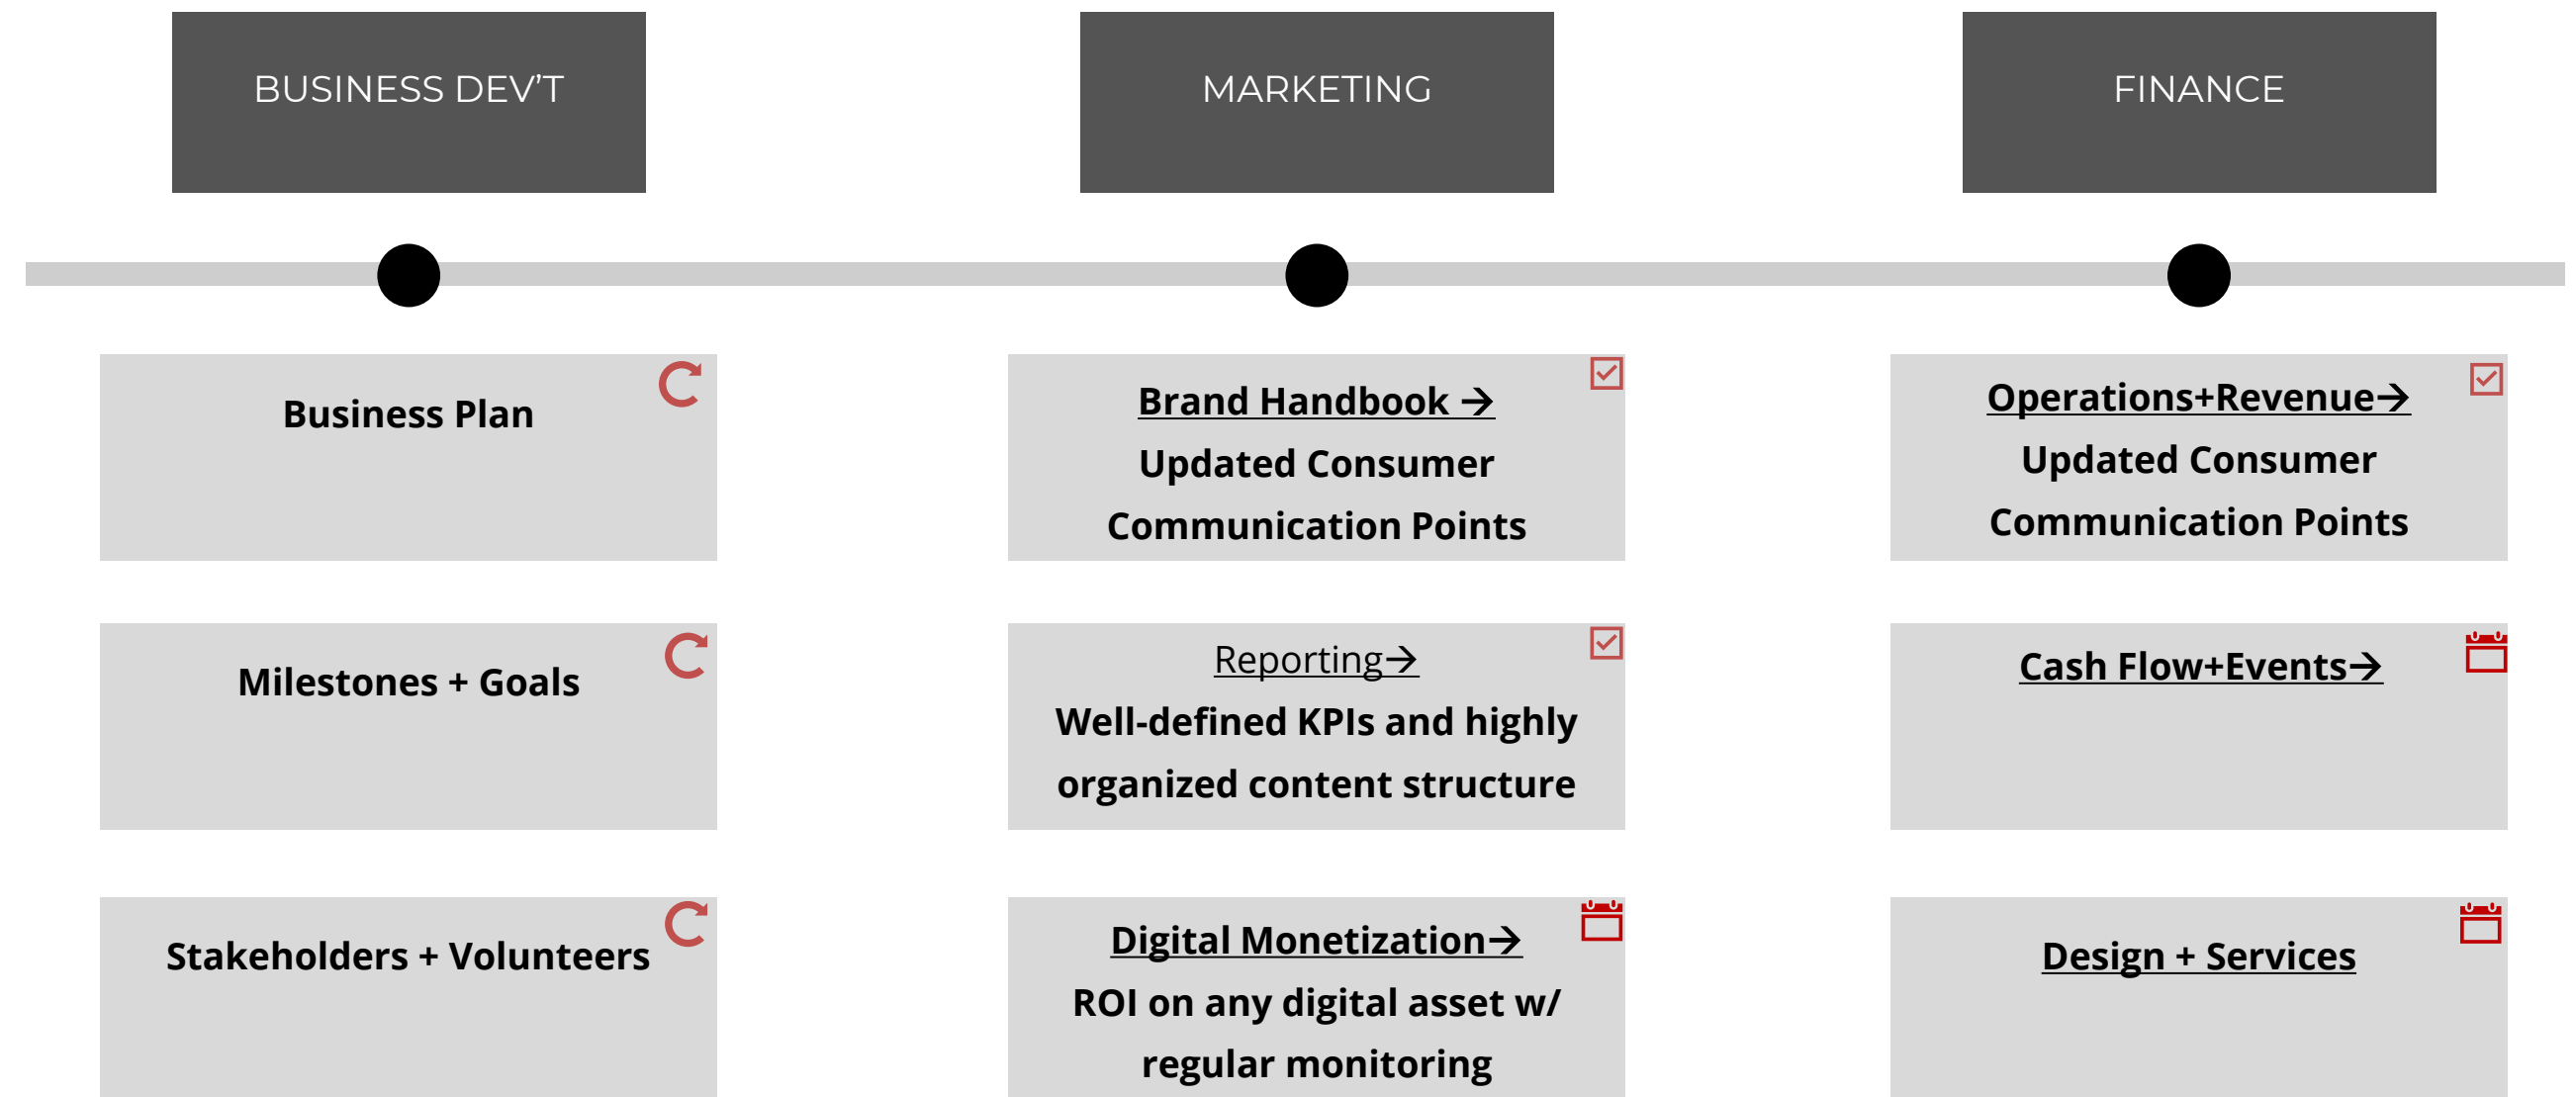 BUSINESS DEV’T
MARKETING
FINANCE
Business Plan
Brand Handbook →
Updated Consumer
Communication Points
Operations+Revenue→
Updated Consumer
Communication Points
Milestones + Goals
Reporting→
Well-defined KPIs and highly
organized content structure
Cash Flow+Events→
Stakeholders + Volunteers
Digital Monetization→
ROI on any digital asset w/
regular monitoring
Design + Services